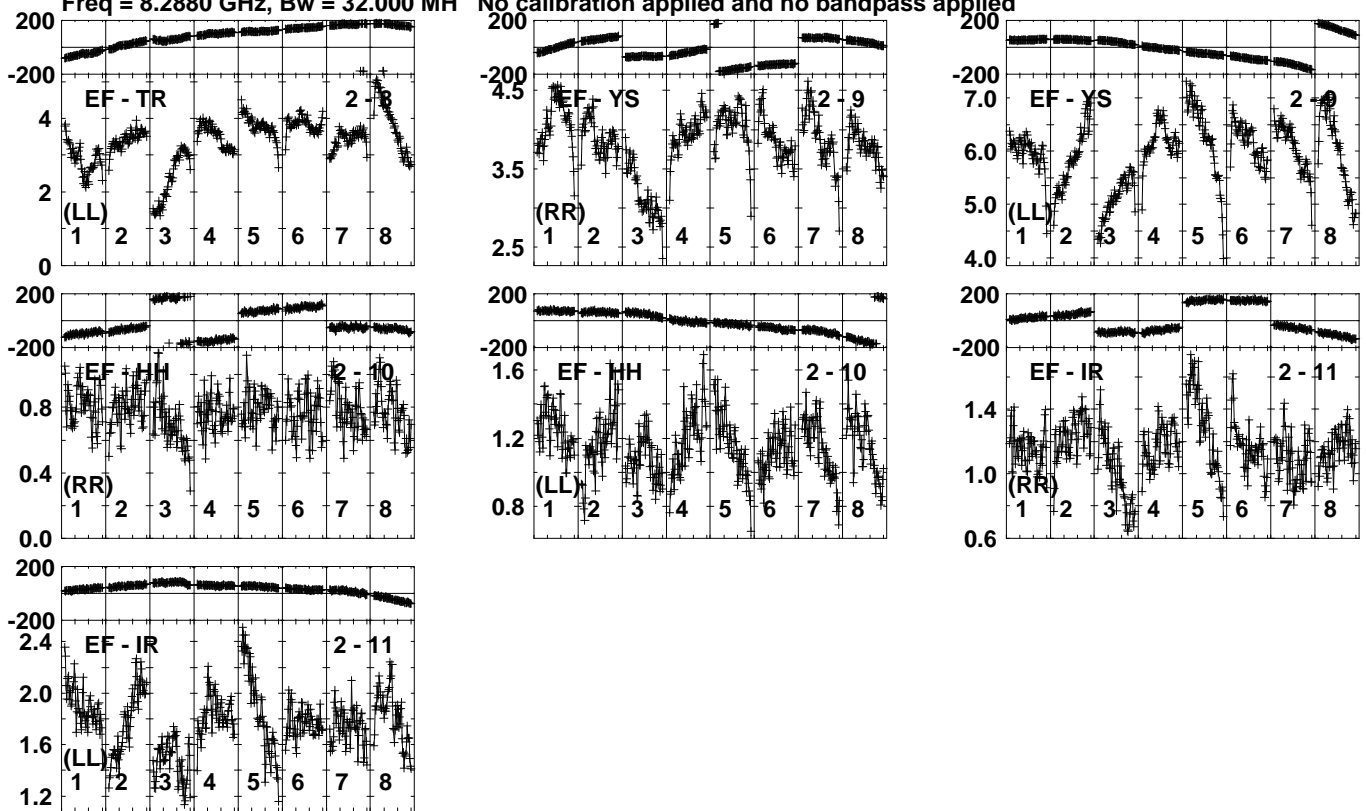 Freq = 8.2880 GHz, Bw = 32.000 MH No calibration applied and no bandpass applied
200
-200
EF - TR 2 - 8
4
2
0
(LL)
1 2 3 4 5 6 7 8
200
-200
4.5
EF - YS 2 - 9
3.5
2.5
(RR)
1 2 3 4 5 6 7 8
200
-200
7.0
EF - YS 2 - 9
6.0
5.0
4.0
(LL)
1 2 3 4 5 6 7 8
200
-200
EF - HH 2 - 10
0.8
0.4
0.0
(RR)
1 2 3 4 5 6 7 8
200
-200
1.6
EF - HH 2 - 10
1.2
0.8
(LL)
1 2 3 4 5 6 7 8
200
-200
EF - IR 2 - 11
1.4
1.0
0.6
(RR)
1 2 3 4 5 6 7 8
200
-200
2.4
EF - IR 2 - 11
2.0
1.6
1.2
(LL)
1 2 3 4 5 6 7 8